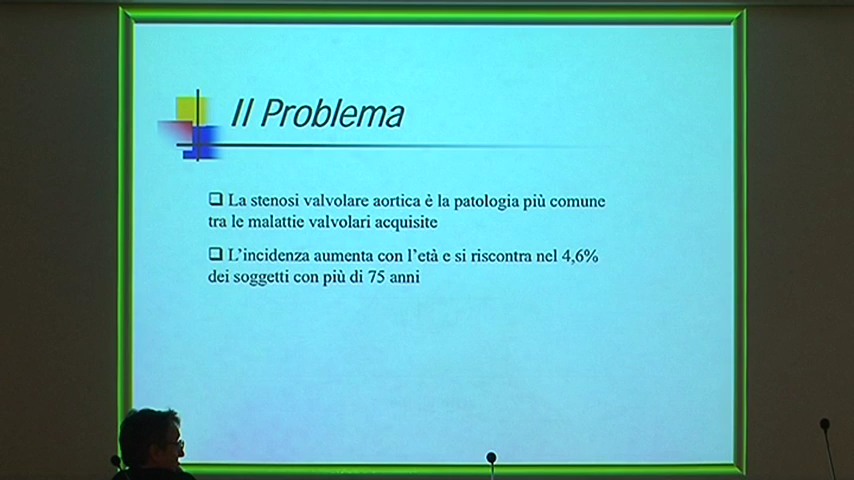 Il Problema
❑ La stenosi valvolare aortica è la patologia più comune
tra le malattie valvolari acquisite
❑ L'incidenza aumenta con l'età e si riscontra nel 4,6%
dei soggetti con più di 75 anni